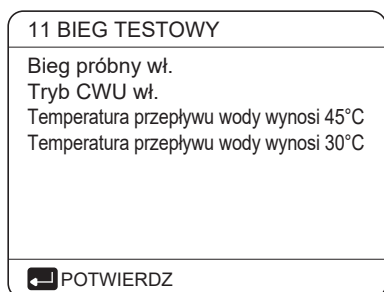 11 BIEG TESTOWY
Bieg próbny wł.
Tryb CWU wł.
Temperatura przepływu wody wynosi 45°C
Temperatura przepływu wody wynosi 30°C
POTWIERDZ